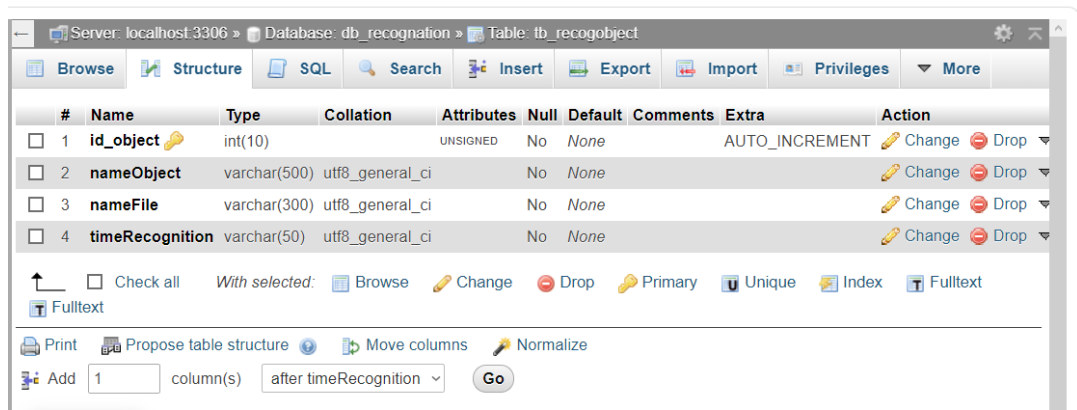 ← Server: localhost:3306 » Database: db_recognation » Table: tb_recogobject
Browse Structure SQL Search Insert Export Import Privileges More
# Name Type Collation Attributes Null Default Comments Extra Action
1 id_object int(10) UNSIGNED No None AUTO_INCREMENT Change Drop
2 nameObject varchar(500) utf8_general_ci No None Change Drop
3 nameFile varchar(300) utf8_general_ci No None Change Drop
4 timeRecognition varchar(50) utf8_general_ci No None Change Drop
Check all With selected: Browse Change Drop Primary Unique Index Fulltext
Fulltext
Print Propose table structure Move columns Normalize
Add 1 column(s) after timeRecognition Go